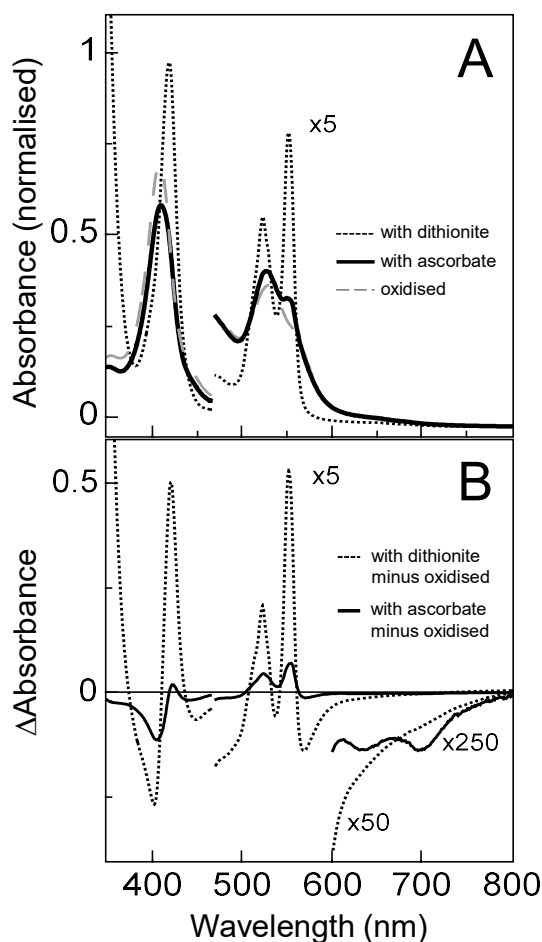 A
1
x5
Absorbance (normalised)
0.5
with dithionite
with ascorbate
oxidised
0
B
0.5
x5
with dithionite
minus oxidised
with ascorbate
minus oxidised
ΔAbsorbance
0
x250
x50
400 500 600 700 800
Wavelength (nm)